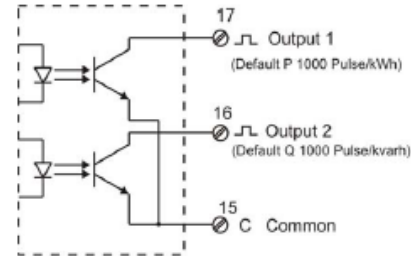 17
Output 1
(Default P 1000 Pulse/kWh)
16
Output 2
(Default Q 1000 Pulse/kvarh)
15
C Common